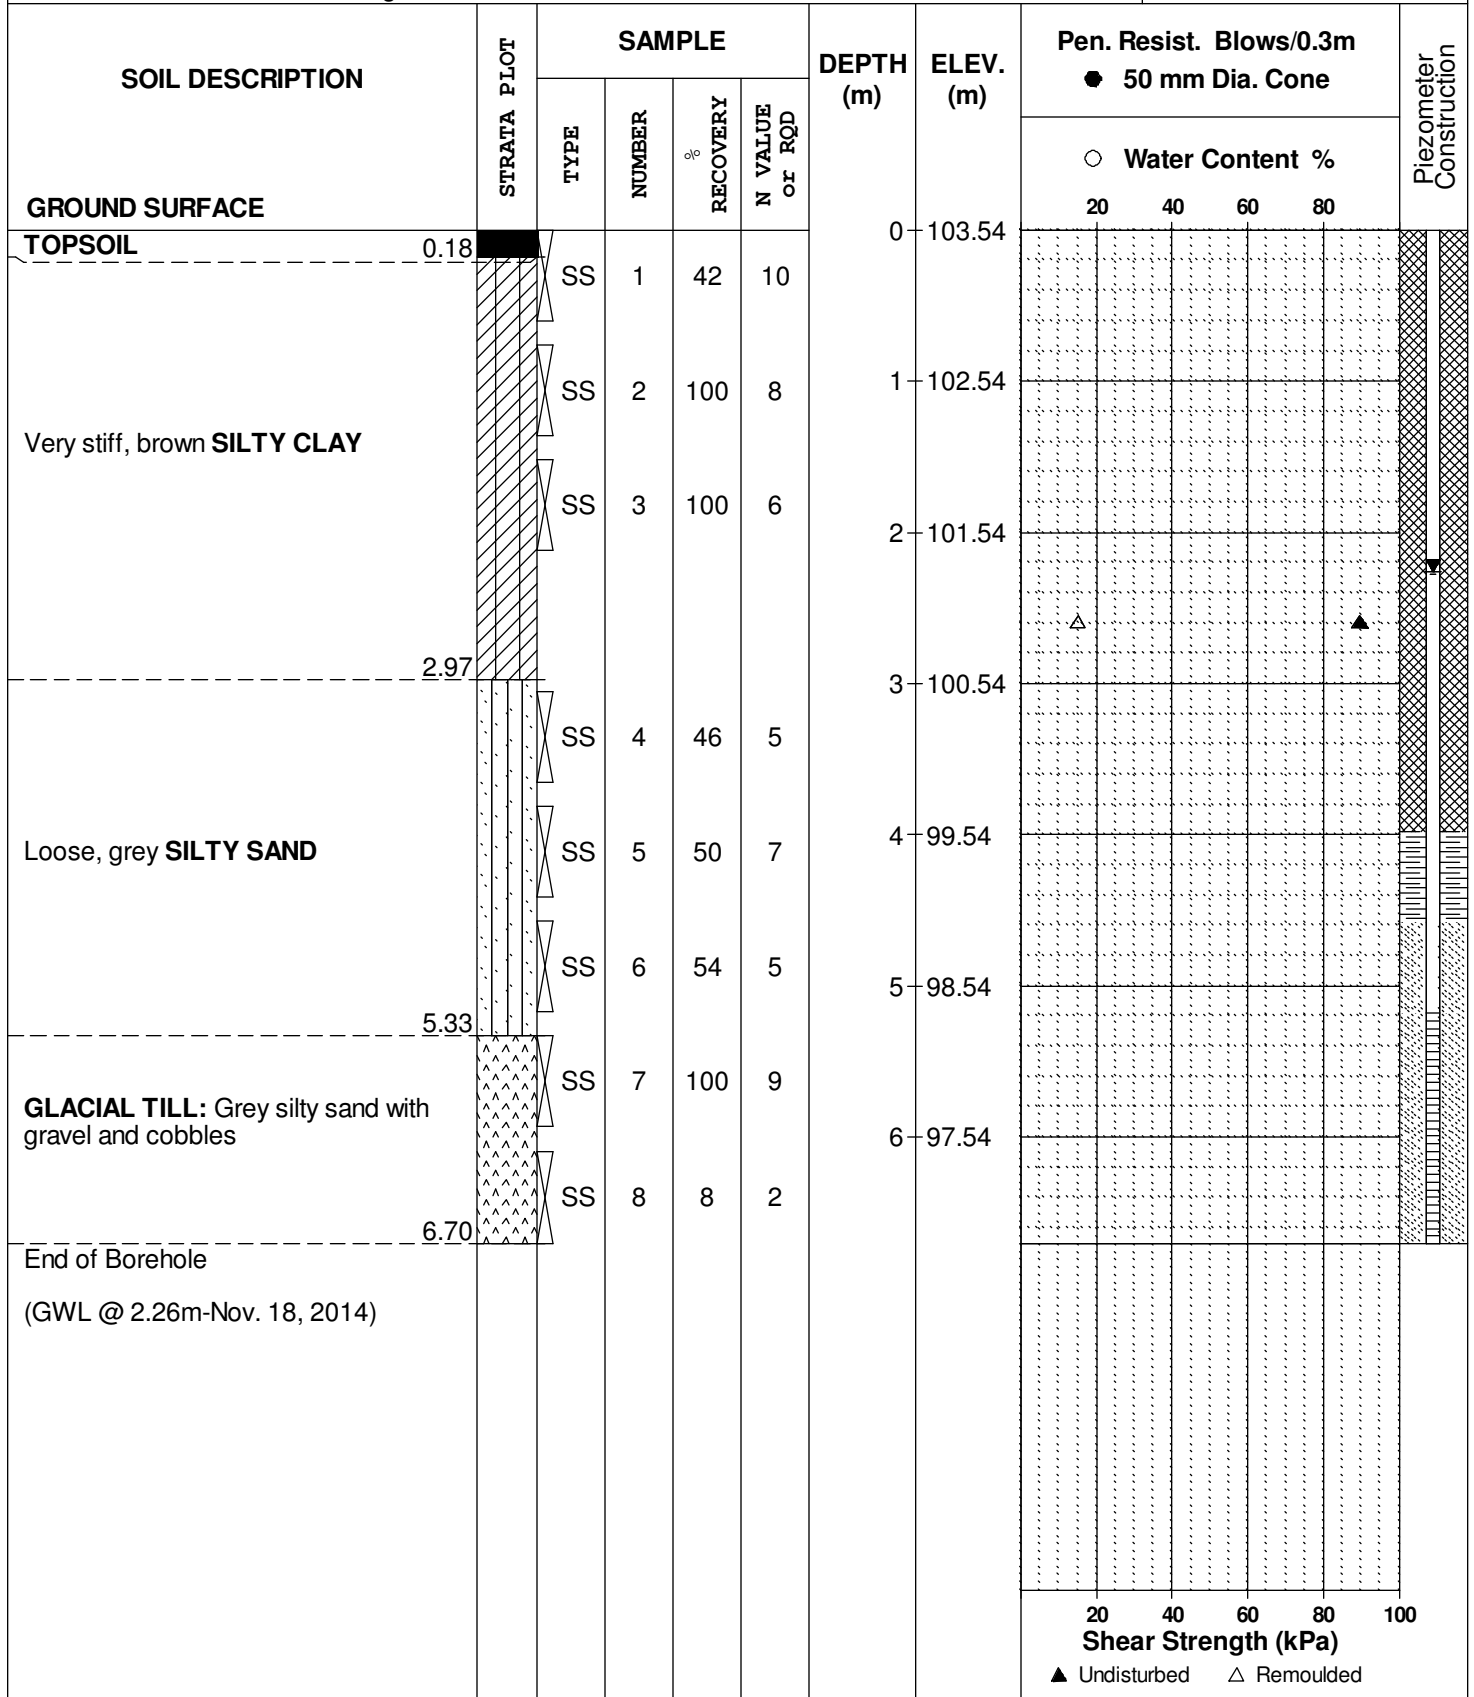 SOIL DESCRIPTION
GROUND SURFACE
STRATA PLOT
SAMPLE
TYPE
NUMBER
% RECOVERY
N VALUE or RQD
DEPTH (m)
ELEV. (m)
Pen. Resist. Blows/0.3m
● 50 mm Dia. Cone
○ Water Content %
20 40 60 80
Piezometer Construction
TOPSOIL 0.18
0 103.54
SS 1 42 10
1 102.54
SS 2 100 8
Very stiff, brown SILTY CLAY
SS 3 100 6
2 101.54
2.97
3 100.54
SS 4 46 5
4 99.54
Loose, grey SILTY SAND
SS 5 50 7
SS 6 54 5
5 98.54
5.33
SS 7 100 9
GLACIAL TILL: Grey silty sand with
gravel and cobbles
6 97.54
SS 8 8 2
6.70
End of Borehole
(GWL @ 2.26m-Nov. 18, 2014)
20 40 60 80 100
Shear Strength (kPa)
▲ Undisturbed △ Remoulded